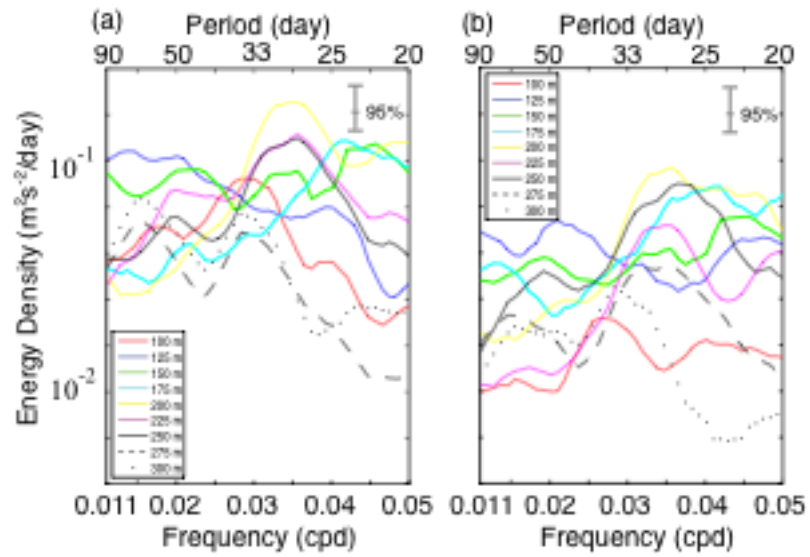 (a) Period (day)
90 50 33 25 20
95%
Energy Density (m²s⁻²/day)
10⁻¹
10⁻²
100 m
125 m
150 m
175 m
200 m
225 m
250 m
275 m
300 m
0.011 0.02 0.03 0.04 0.05
Frequency (cpd)
(b) Period (day)
90 50 33 25 20
95%
100 m
125 m
150 m
175 m
200 m
225 m
250 m
275 m
300 m
0.011 0.02 0.03 0.04 0.05
Frequency (cpd)